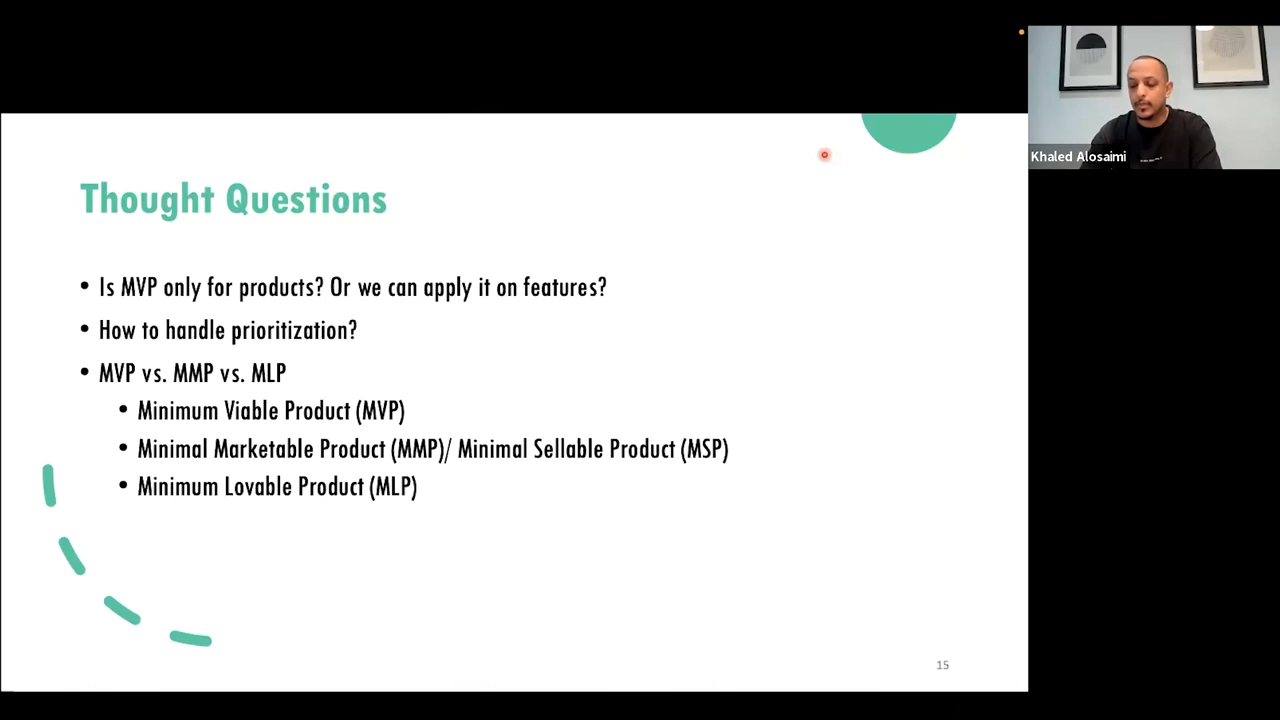 Khaled Alosaimi
Thought Questions
• Is MVP only for products? Or we can apply it on features?
• How to handle prioritization?
• MVP vs. MMP vs. MLP
• Minimum Viable Product (MVP)
• Minimal Marketable Product (MMP)/ Minimal Sellable Product (MSP)
• Minimum Lovable Product (MLP)
15